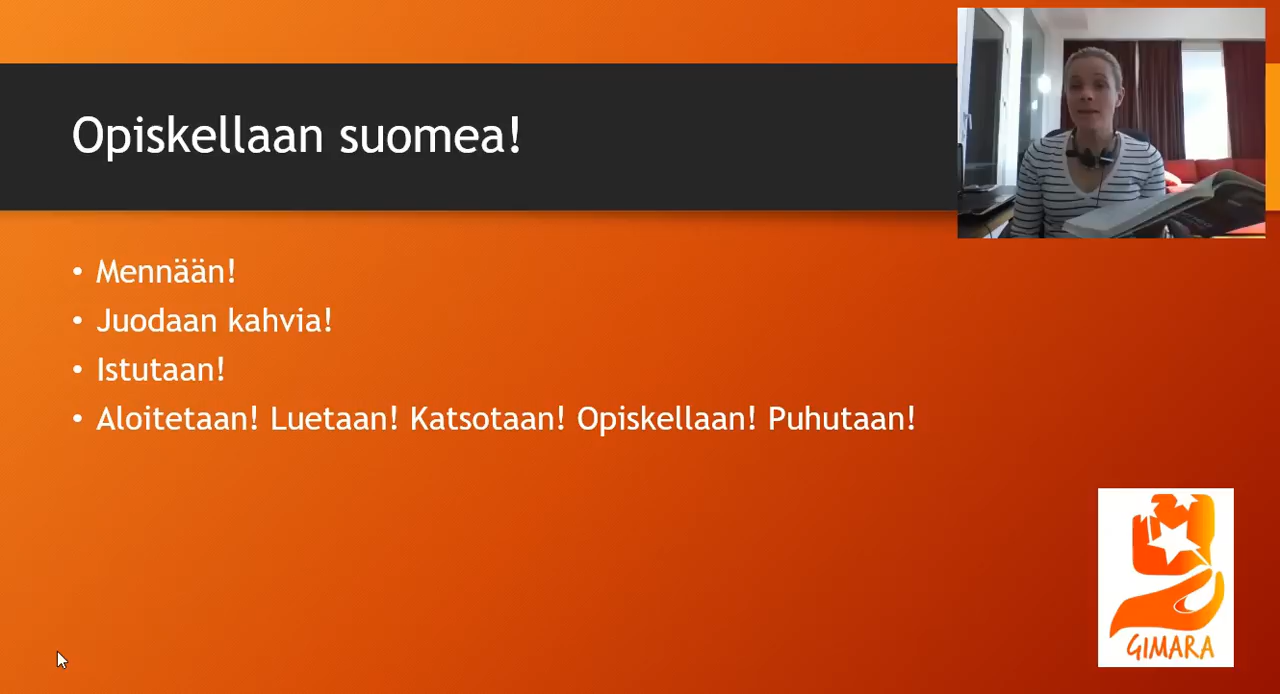 Opiskellaan suomea!
• Mennään!
• Juodaan kahvia!
• Istutaan!
• Aloitetaan! Luetaan! Katsotaan! Opiskellaan! Puhutaan!
GIMARA